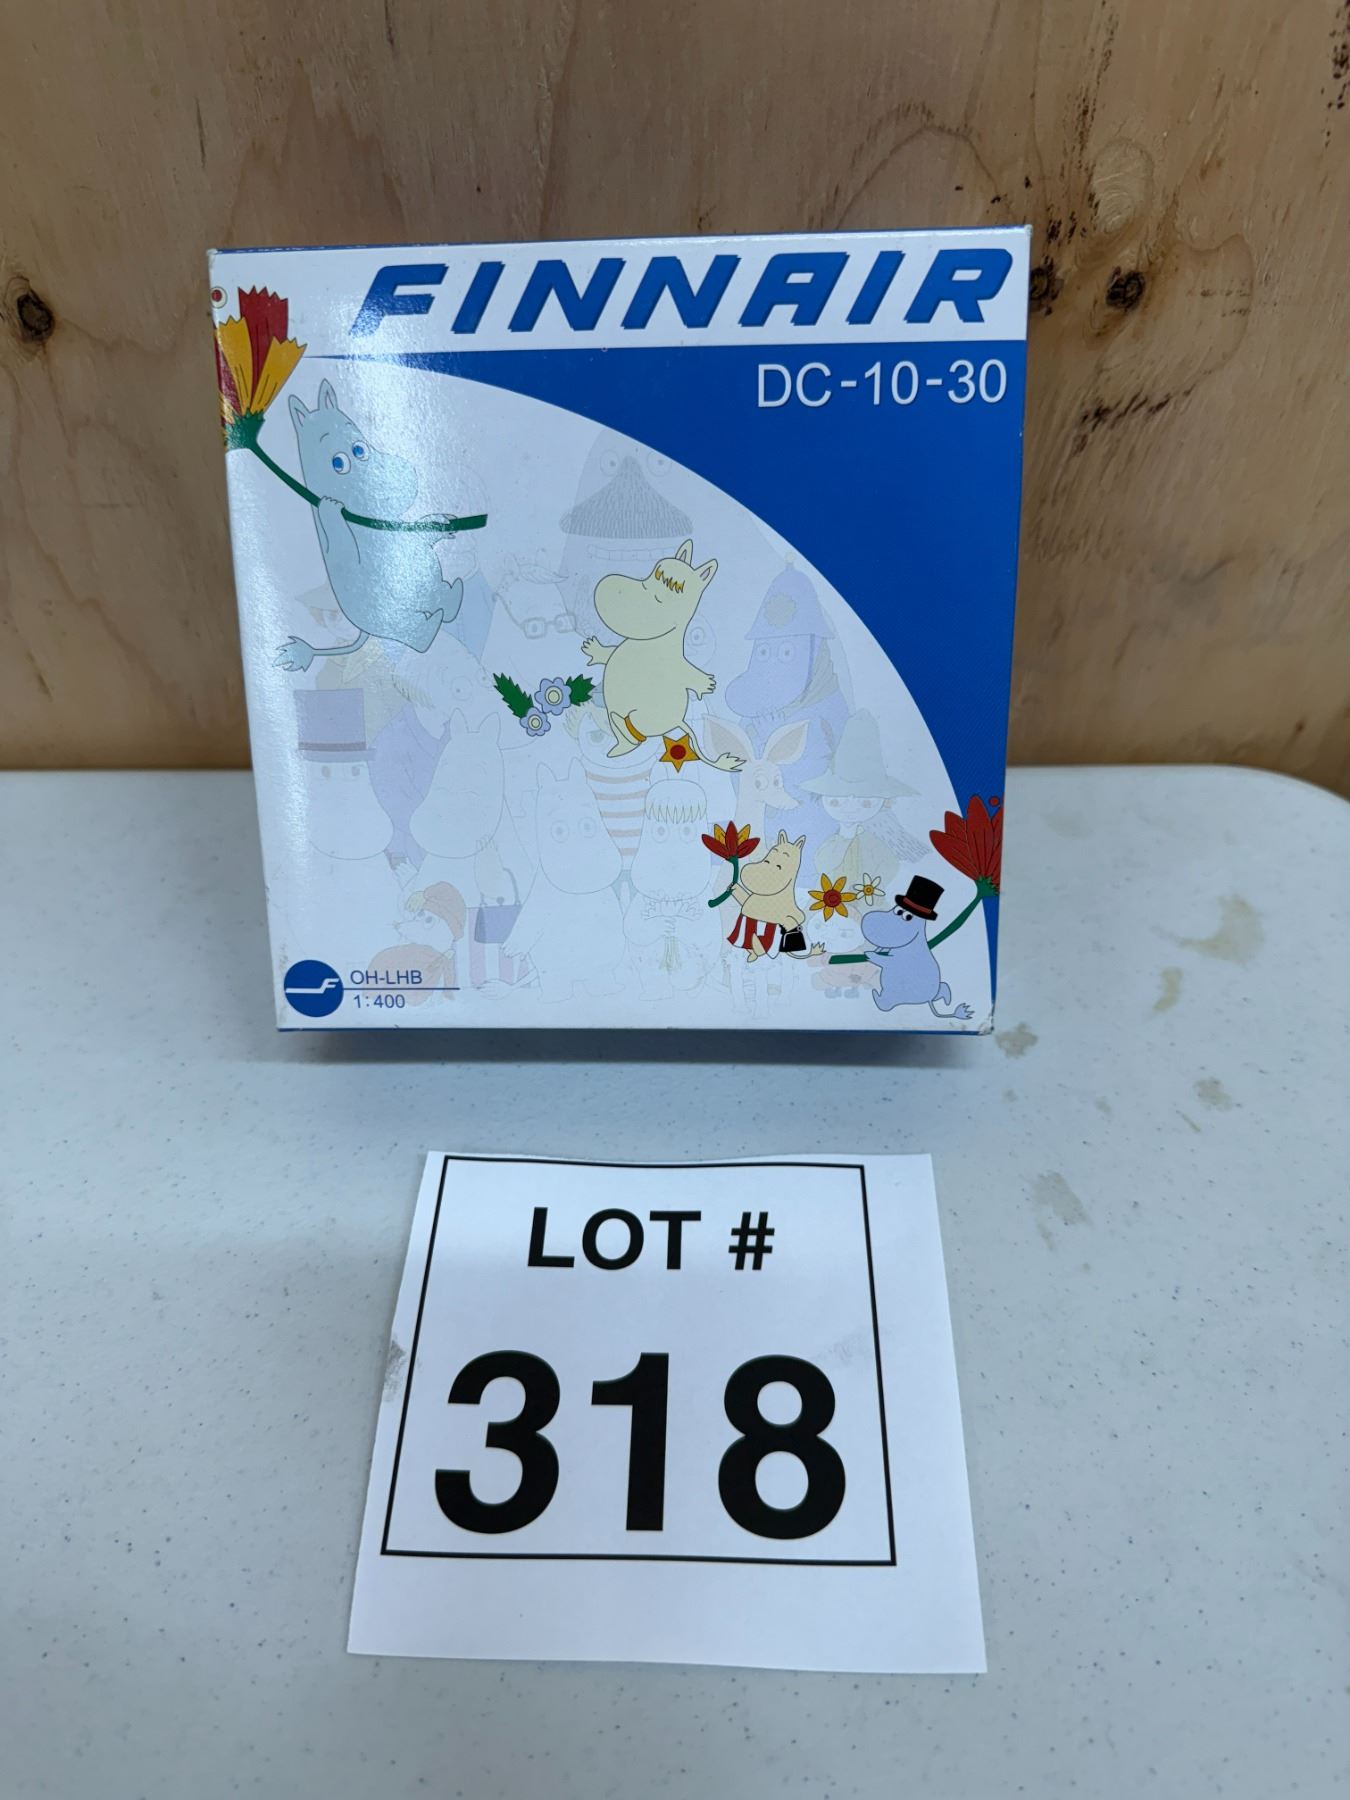 FINNAIR
DC-10-30
OH-LHB
1:400
LOT #
318